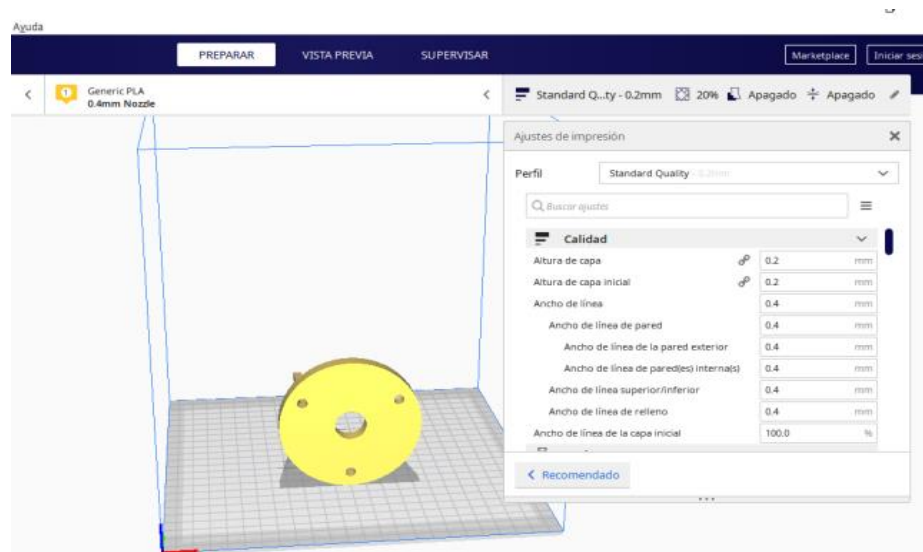 Ayuda
PREPARAR VISTA PREVIA SUPERVISAR Marketplace Iniciar ses
Generic PLA
0.4mm Nozzle
Standard Q...ty - 0.2mm 20% Apagado Apagado
Ajustes de impresión
Perfil Standard Quality - 0.2mm
Buscar ajustes
Calidad
Altura de capa 0.2 mm
Altura de capa inicial 0.2 mm
Ancho de línea 0.4 mm
Ancho de línea de pared 0.4 mm
Ancho de línea de la pared exterior 0.4 mm
Ancho de línea de pared(es) interna(s) 0.4 mm
Ancho de línea superior/inferior 0.4 mm
Ancho de línea de relleno 0.4 mm
Ancho de línea de la capa inicial 100.0 %
Recomendado